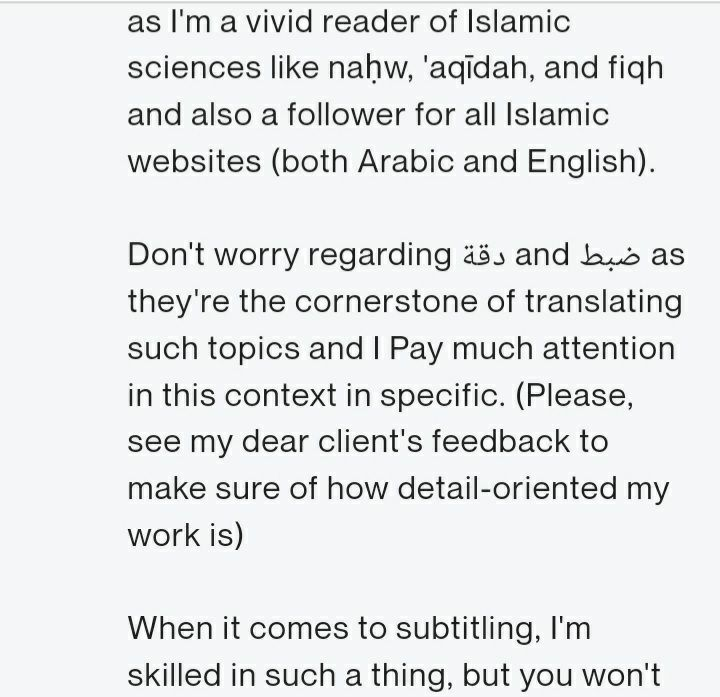 as I'm a vivid reader of Islamic
sciences like naḥw, 'aqīdah, and fiqh
and also a follower for all Islamic
websites (both Arabic and English).
Don't worry regarding دقة and ضبط as
they're the cornerstone of translating
such topics and I Pay much attention
in this context in specific. (Please,
see my dear client's feedback to
make sure of how detail-oriented my
work is)
When it comes to subtitling, I'm
skilled in such a thing, but you won't